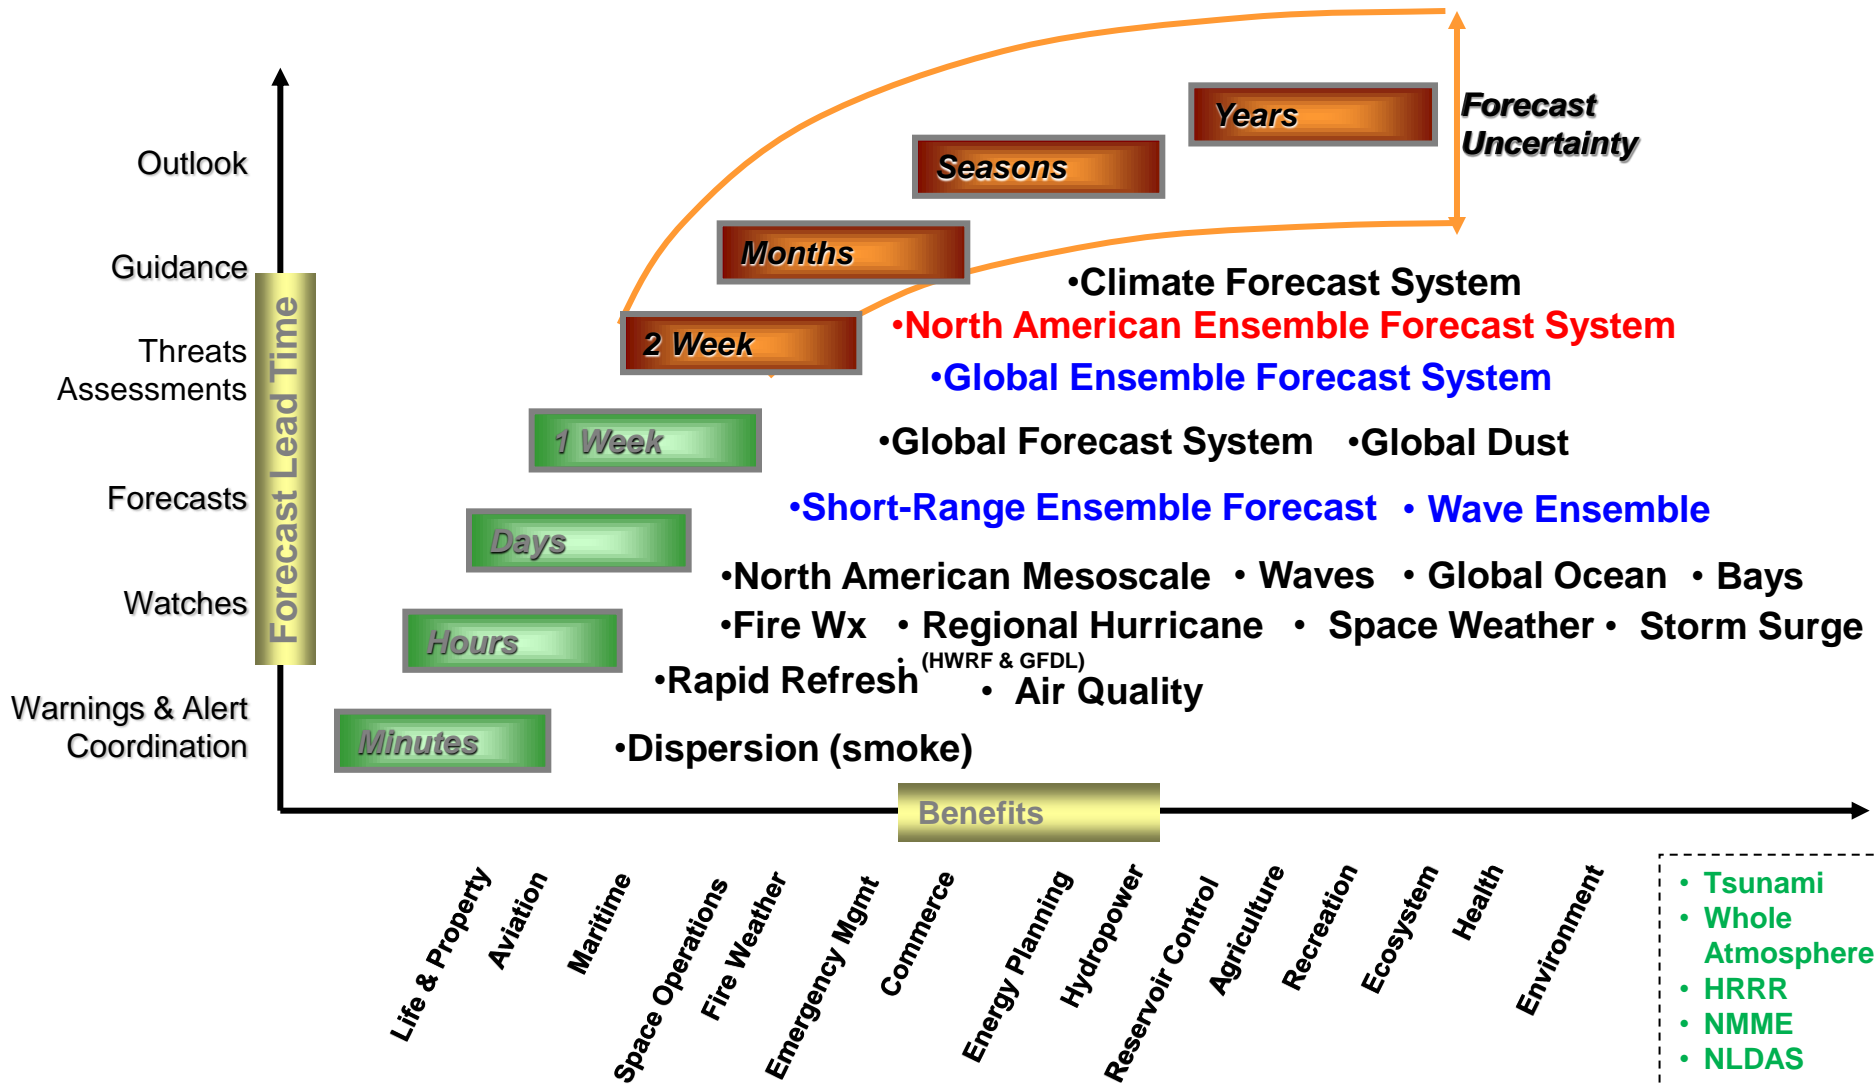 Years
Forecast
Uncertainty
Outlook
Seasons
Guidance
Months
•Climate Forecast System
2 Week
•North American Ensemble Forecast System
Threats
Assessments
•Global Ensemble Forecast System
1 Week
•Global Forecast System •Global Dust
Forecast Lead Time
Forecasts
•Short-Range Ensemble Forecast • Wave Ensemble
Days
•North American Mesoscale • Waves • Global Ocean • Bays
Watches
Hours
•Fire Wx • Regional Hurricane • Space Weather • Storm Surge
• (HWRF & GFDL)
•Rapid Refresh • Air Quality
Warnings & Alert
Coordination
Minutes
•Dispersion (smoke)
Benefits
Life & Property
Aviation
Maritime
Space Operations
Fire Weather
Emergency Mgmt
Commerce
Energy Planning
Hydropower
Reservoir Control
Agriculture
Recreation
Ecosystem
Health
Environment
• Tsunami
• Whole
Atmosphere
• HRRR
• NMME
• NLDAS